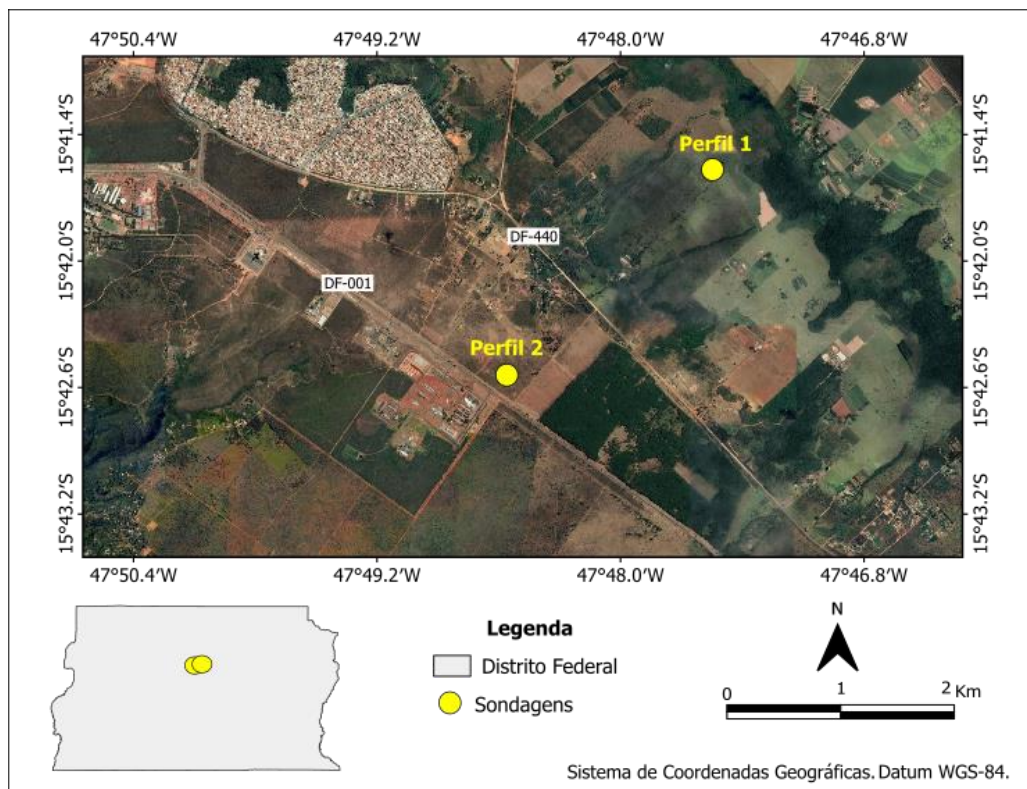 47°50.4′W 47°49.2′W 48°48.0′W 47°46.8′W
15°41.4′S 15°41.4′S
Perfil 1
DF-440
15°42.0′S 15°42.0′S
DF-001
Perfil 2
15°42.6′S 15°42.6′S
15°43.2′S 15°43.2′S
47°50.4′W 47°49.2′W 47°48.0′W 47°46.8′W
Legenda
Distrito Federal
Sondagens
N
0 1 2 Km
Sistema de Coordenadas Geográficas. Datum WGS-84.